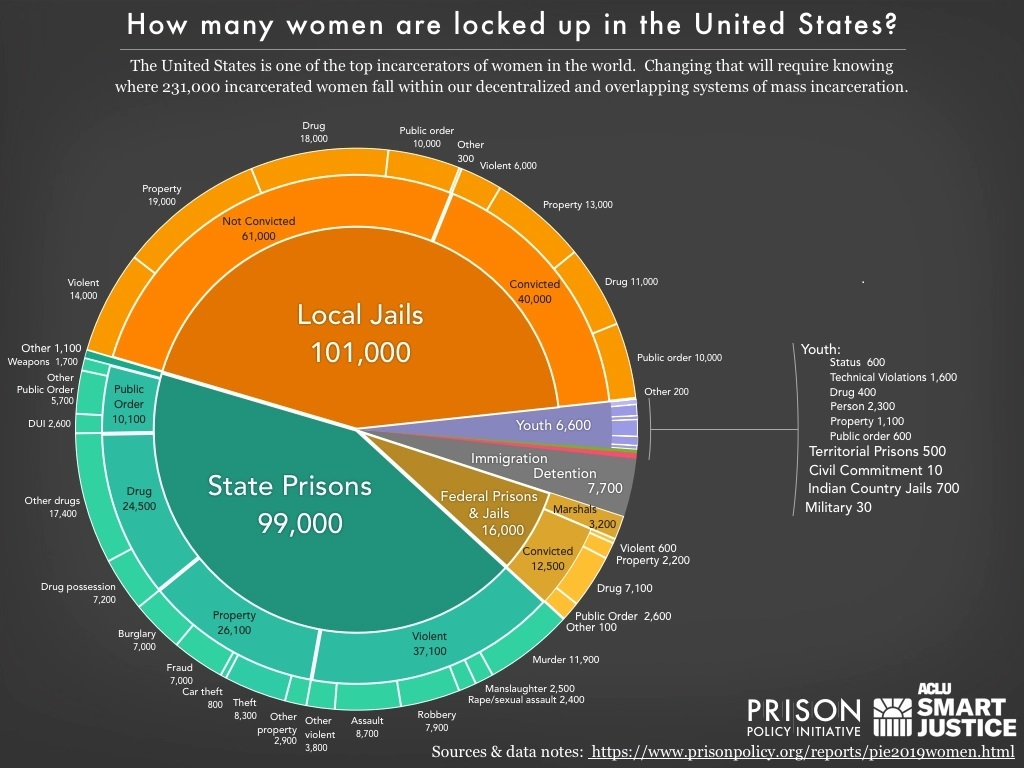 How many women are locked up in the United States?
The United States is one of the top incarcerators of women in the world. Changing that will require knowing
where 231,000 incarcerated women fall within our decentralized and overlapping systems of mass incarceration.
Drug
18,000
Public order
10,000
Other
300
Violent 6,000
Property
19,000
Property 13,000
Not Convicted
61,000
Violent
14,000
Convicted
40,000
Drug 11,000
Local Jails
101,000
Public order 10,000
Other 200
Other 1,100
Weapons 1,700
Other
Public Order
5,700
DUI 2,600
Public
Order
10,100
Youth 6,600
Youth:
Status 600
Technical Violations 1,600
Drug 400
Person 2,300
Property 1,100
Public order 600
Territorial Prisons 500
Civil Commitment 10
Indian Country Jails 700
Military 30
Immigration
Detention
7,700
State Prisons
99,000
Federal Prisons
& Jails
16,000
Marshals
3,200
Convicted
12,500
Violent 600
Property 2,200
Drug 7,100
Public Order 2,600
Other 100
Other drugs
17,400
Drug
24,500
Drug possession
7,200
Property
26,100
Violent
37,100
Burglary
7,000
Fraud
7,000
Car theft
800
Theft
8,300
Other
property
2,900
Other
violent
3,800
Assault
8,700
Robbery
7,900
Murder 11,900
Manslaughter 2,500
Rape/sexual assault 2,400
PRISON
POLICY INITIATIVE
ACLU
SMART
JUSTICE
Sources & data notes: https://www.prisonpolicy.org/reports/pie2019women.html